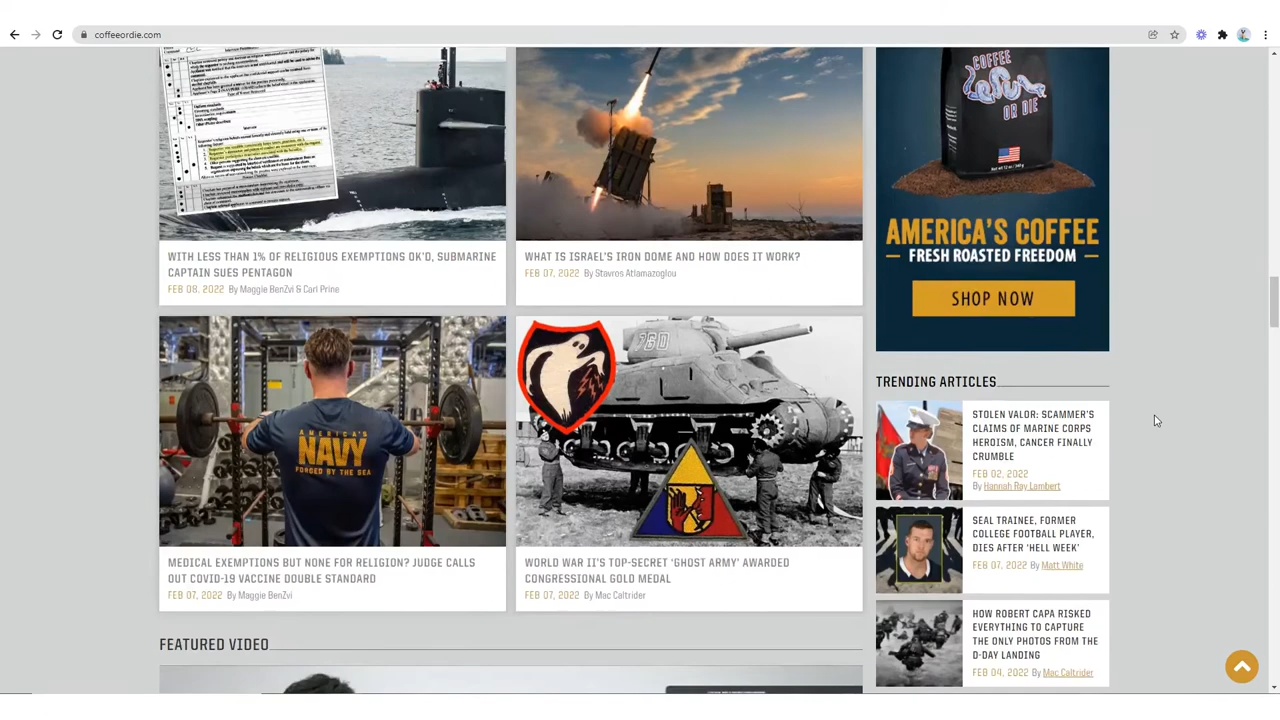 coffeeordie.com
WITH LESS THAN 1% OF RELIGIOUS EXEMPTIONS OK'D, SUBMARINE
CAPTAIN SUES PENTAGON
FEB 08, 2022 By Maggie BenZvi & Carl Prine
WHAT IS ISRAEL'S IRON DOME AND HOW DOES IT WORK?
FEB 07, 2022 By Stavros Atlamazoglou
AMERICA'S
NAVY
FORGED BY THE SEA
MEDICAL EXEMPTIONS BUT NONE FOR RELIGION? JUDGE CALLS
OUT COVID-19 VACCINE DOUBLE STANDARD
FEB 07, 2022 By Maggie BenZvi
WORLD WAR II'S TOP-SECRET ‘GHOST ARMY’ AWARDED
CONGRESSIONAL GOLD MEDAL
FEB 07, 2022 By Mac Caltrider
FEATURED VIDEO
COFFEE
OR DIE
AMERICA'S COFFEE
FRESH ROASTED FREEDOM
SHOP NOW
TRENDING ARTICLES
STOLEN VALOR: SCAMMER'S
CLAIMS OF MARINE CORPS
HEROISM, CANCER FINALLY
CRUMBLE
FEB 02, 2022
By Hannah Ray Lambert
SEAL TRAINEE, FORMER
COLLEGE FOOTBALL PLAYER,
DIES AFTER ‘HELL WEEK’
FEB 07, 2022 By Matt White
HOW ROBERT CAPA RISKED
EVERYTHING TO CAPTURE
THE ONLY PHOTOS FROM THE
D-DAY LANDING
FEB 04, 2022 By Mac Caltrider